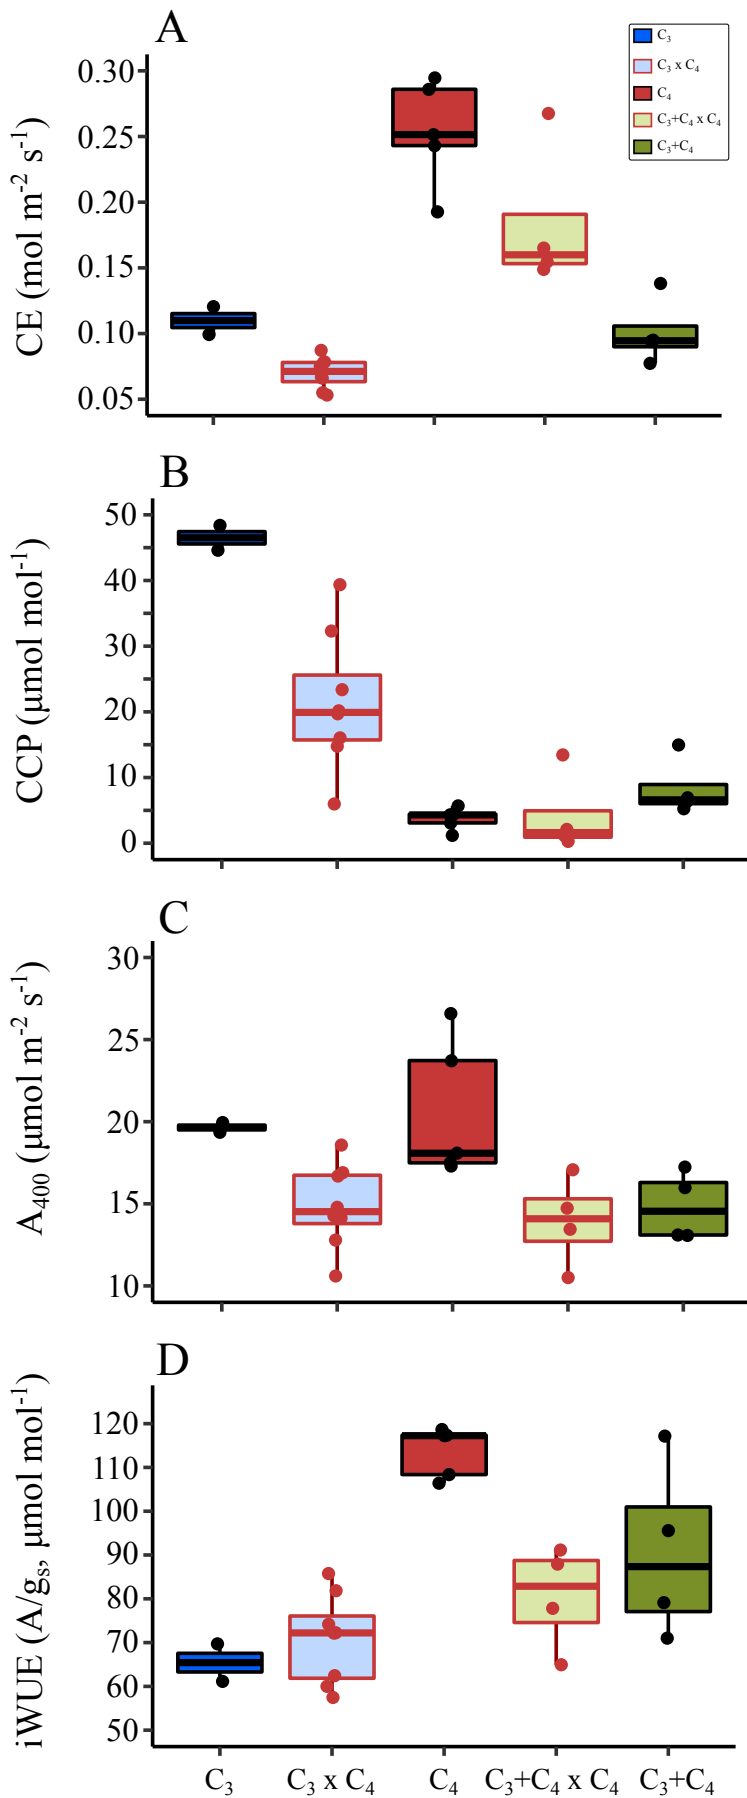 A
C₃
C₃ x C₄
C₄
C₃+C₄ x C₄
C₃+C₄
CE (mol m⁻² s⁻¹)
0.30
0.25
0.20
0.15
0.10
0.05
B
CCP (µmol mol⁻¹)
50
40
30
20
10
0
C
A₄₀₀ (µmol m⁻² s⁻¹)
30
25
20
15
10
D
iWUE (A/gₛ, µmol mol⁻¹)
120
110
100
90
80
70
60
50
C₃ C₃ x C₄ C₄ C₃+C₄ x C₄ C₃+C₄